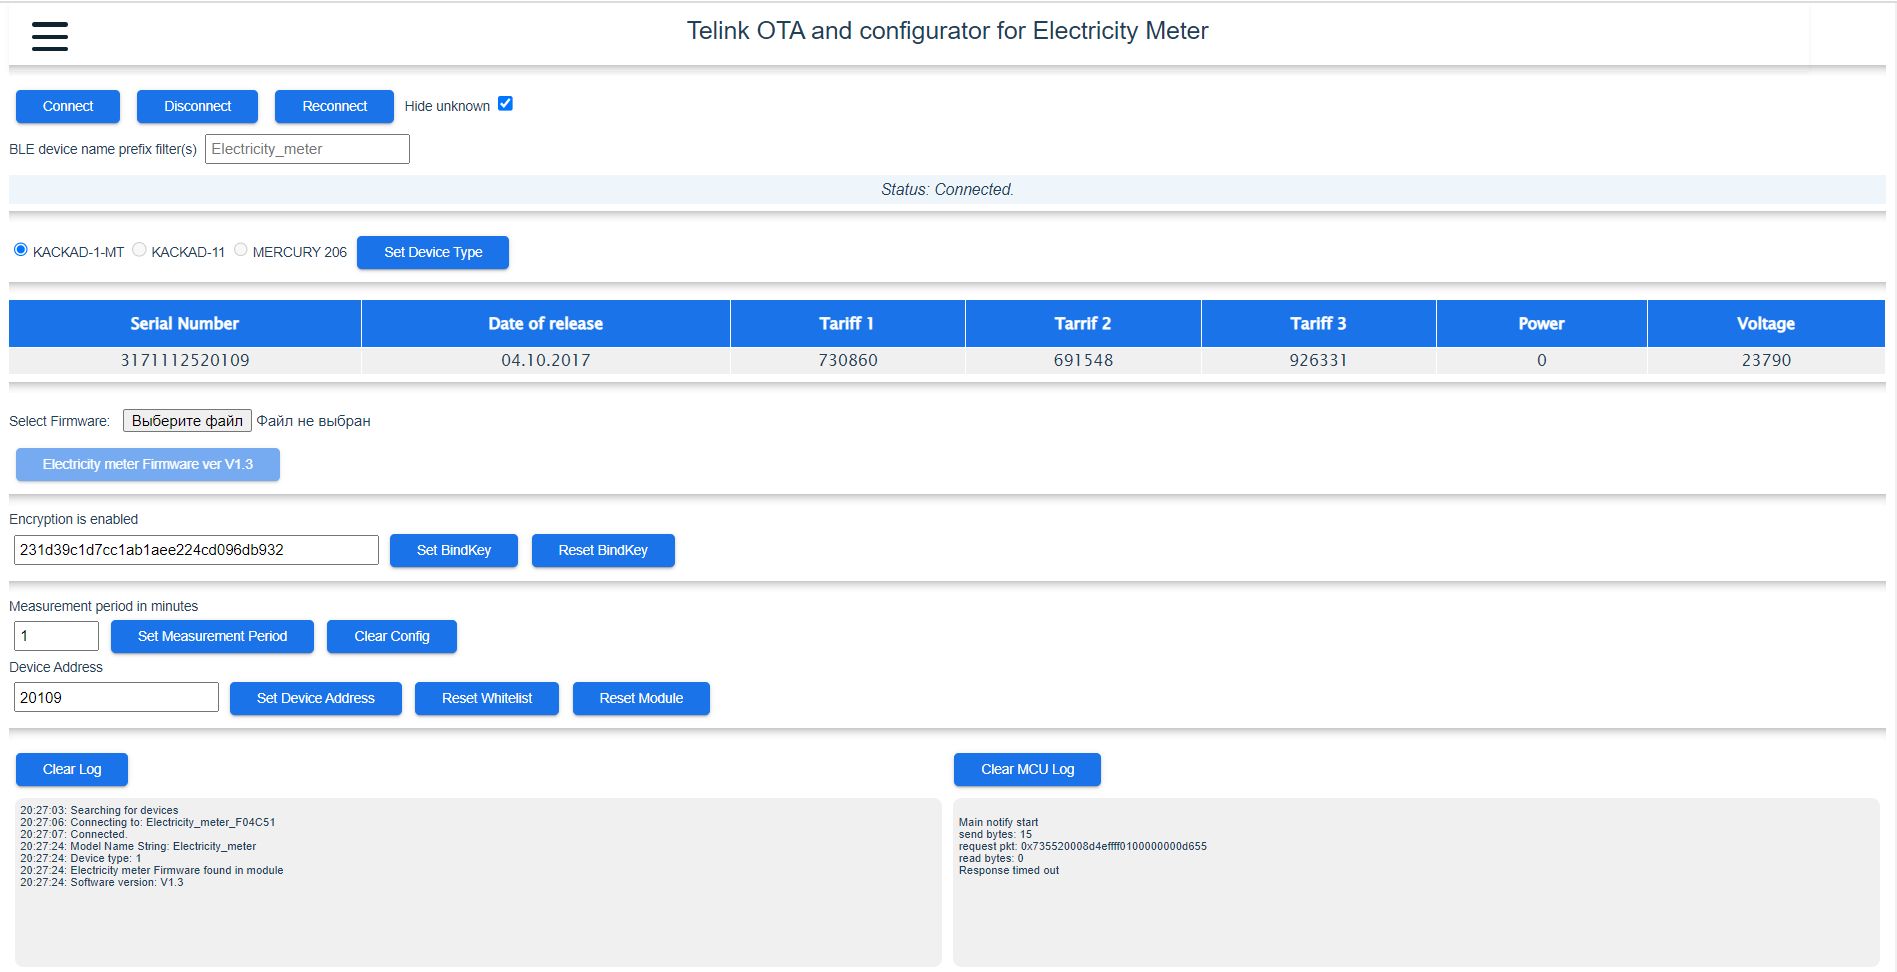 Telink OTA and configurator for Electricity Meter
Connect Disconnect Reconnect Hide unknown
BLE device name prefix filter(s) Electricity_meter
Status: Connected.
KACKAD-1-MT KACKAD-11 MERCURY 206 Set Device Type
Serial Number Date of release Tariff 1 Tarrif 2 Tariff 3 Power Voltage
3171112520109 04.10.2017 730860 691548 926331 0 23790
Select Firmware: Выберите файл Файл не выбран
Electricity meter Firmware ver V1.3
Encryption is enabled
231d39c1d7cc1ab1aee224cd096db932 Set BindKey Reset BindKey
Measurement period in minutes
1 Set Measurement Period Clear Config
Device Address
20109 Set Device Address Reset Whitelist Reset Module
Clear Log
20:27:03: Searching for devices
20:27:06: Connecting to: Electricity_meter_F04C51
20:27:07: Connected.
20:27:24: Model Name String: Electricity_meter
20:27:24: Device type: 1
20:27:24: Electricity meter Firmware found in module
20:27:24: Software version: V1.3
Clear MCU Log
Main notify start
send bytes: 15
request pkt: 0x735520008d4effff0100000000d655
read bytes: 0
Response timed out